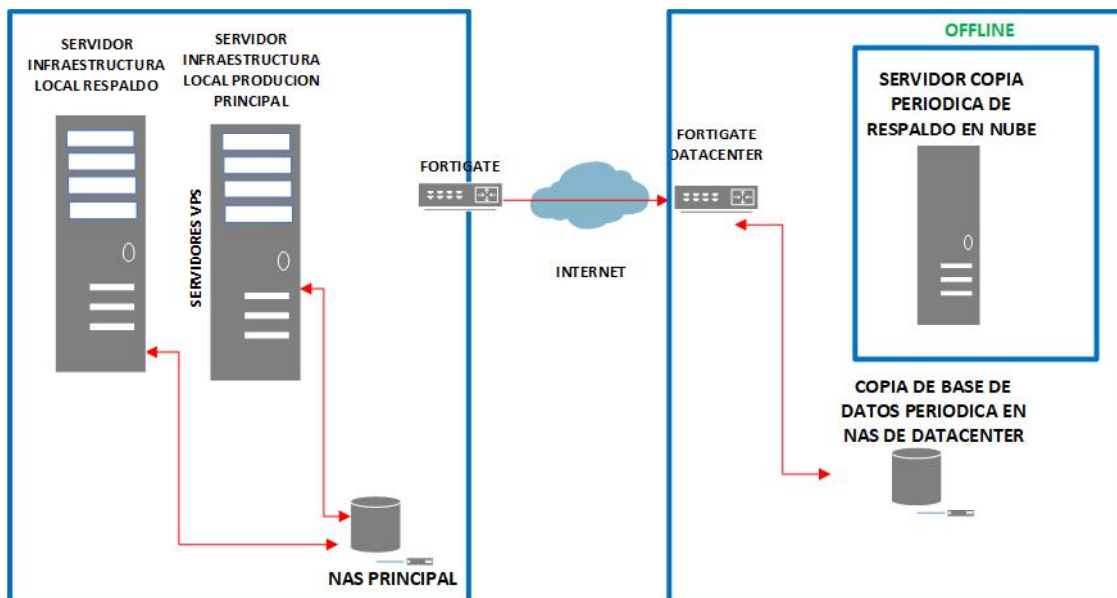 SERVIDOR
INFRAESTRUCTURA
LOCAL RESPALDO
SERVIDOR
INFRAESTRUCTURA
LOCAL PRODUCION
PRINCIPAL
SERVIDORES VPS
FORTIGATE
INTERNET
NAS PRINCIPAL
FORTIGATE
DATACENTER
OFFLINE
SERVIDOR COPIA
PERIODICA DE
RESPALDO EN NUBE
COPIA DE BASE DE
DATOS PERIODICA EN
NAS DE DATACENTER